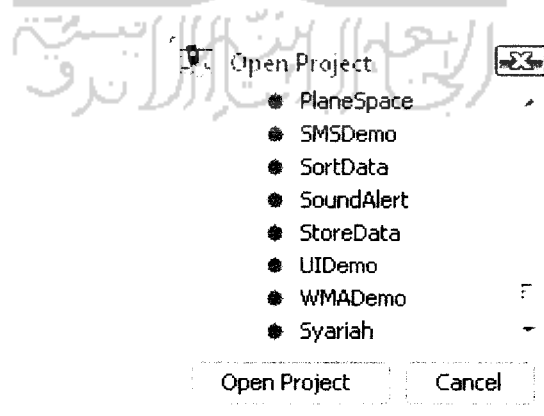 Open Project
PlaneSpace
SMSDemo
SortData
SoundAlert
StoreData
UIDemo
WMADemo
Syariah
Open Project Cancel